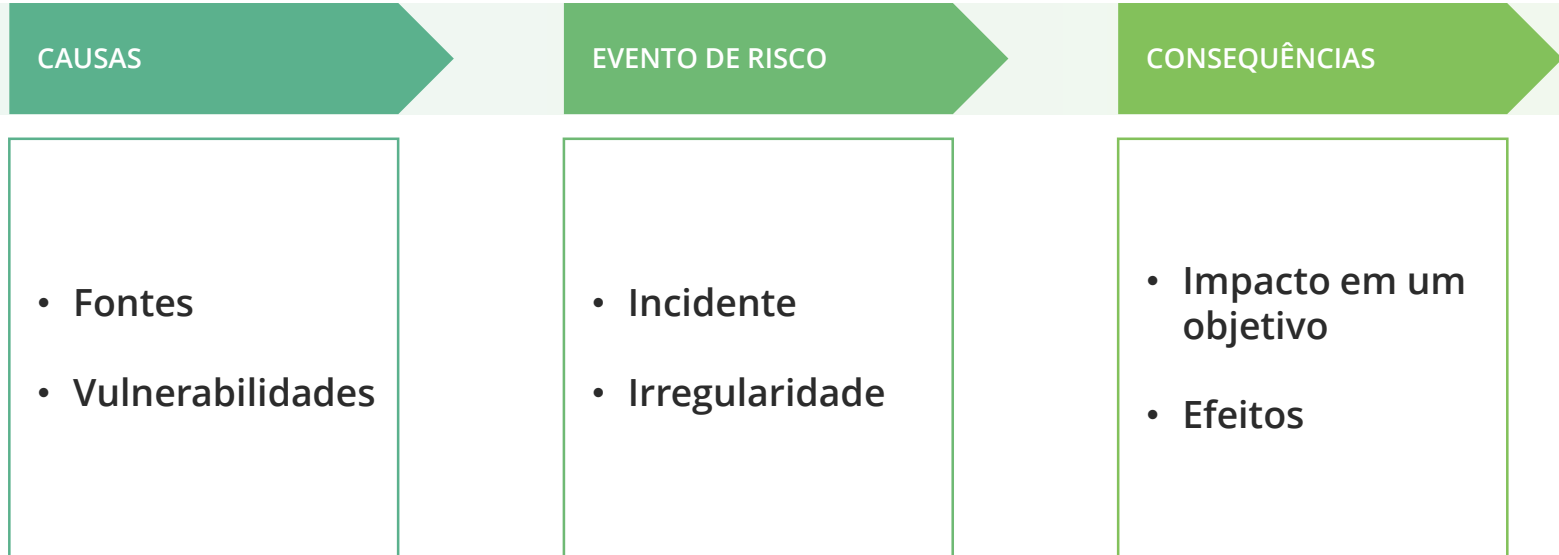 CAUSAS
EVENTO DE RISCO
CONSEQUÊNCIAS
• Fontes
• Vulnerabilidades
• Incidente
• Irregularidade
• Impacto em um
objetivo
• Efeitos